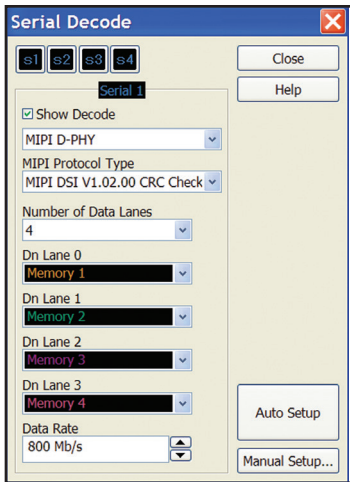 Serial Decode
s1 s2 s3 s4
Close
Serial 1
Help
Show Decode
MIPI D-PHY
MIPI Protocol Type
MIPI DSI V1.02.00 CRC Check
Number of Data Lanes
4
Dn Lane 0
Memory 1
Dn Lane 1
Memory 2
Dn Lane 2
Memory 3
Dn Lane 3
Memory 4
Data Rate
800 Mb/s
Auto Setup
Manual Setup...